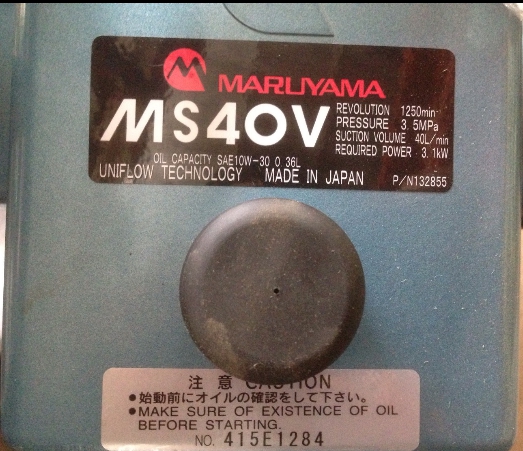 MARUYAMA
MS40V
REVOLUTION 1250min
PRESSURE 3.5MPa
SUCTION VOLUME 40L/min
REQUIRED POWER 3.1kW
OIL CAPACITY SAE10W-30 0.36L
UNIFLOW TECHNOLOGY MADE IN JAPAN P/N132855
注意 CAUTION
●始動前にオイルの確認をして下さい。
●MAKE SURE OF EXISTENCE OF OIL
BEFORE STARTING.
NO. 415E1284